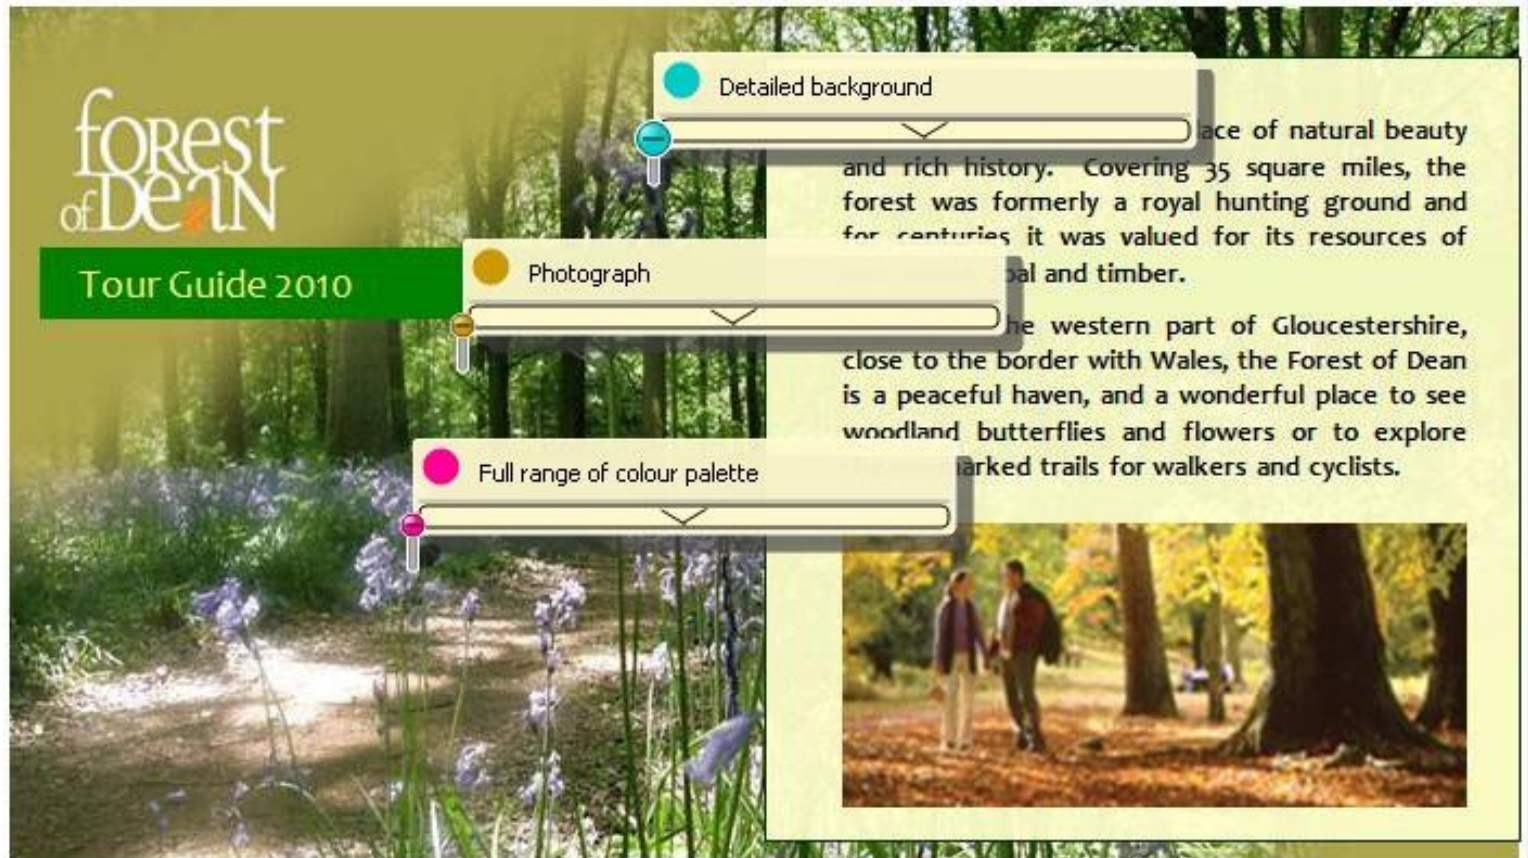 forest
of Dean
Tour Guide 2010
Detailed background
Photograph
Full range of colour palette
of natural beauty
and rich history. Covering 35 square miles, the
forest was formerly a royal hunting ground and
for centuries it was valued for its resources of
and timber.
western part of Gloucestershire,
close to the border with Wales, the Forest of Dean
is a peaceful haven, and a wonderful place to see
woodland butterflies and flowers or to explore
trails for walkers and cyclists.